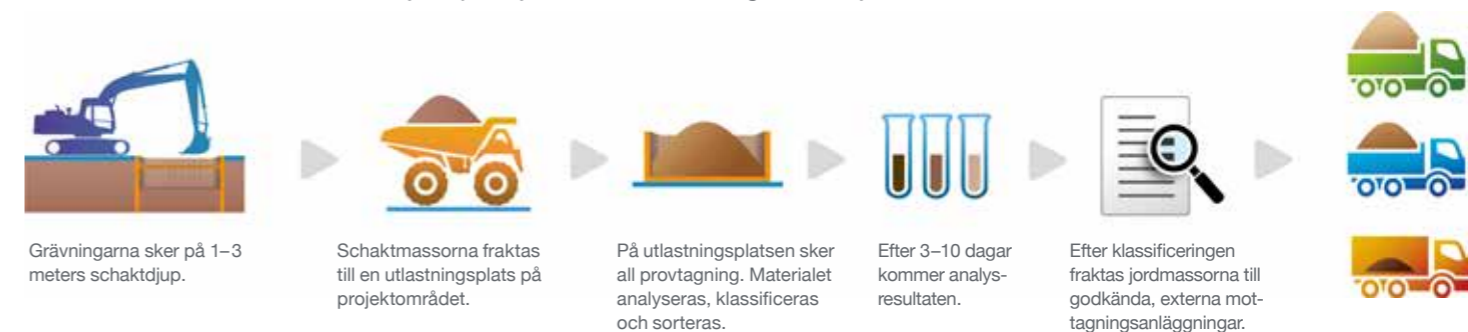 Grävningarna sker på 1–3
meters schaktdjup.
Schaktmassorna fraktas
till en utlastningsplats på
projektområdet.
På utlastningsplatsen sker
all provtagning. Materialet
analyseras, klassificeras
och sorteras.
Efter 3–10 dagar
kommer analys-
resultaten.
Efter klassificeringen
fraktas jordmassorna till
godkända, externa mot-
tagningsanläggningar.